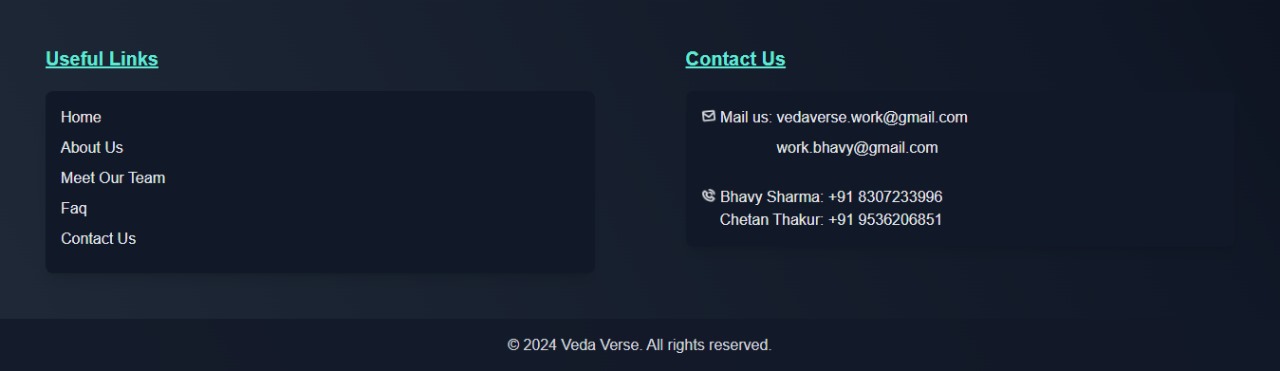 Useful Links
Home
About Us
Meet Our Team
Faq
Contact Us
Contact Us
Mail us: vedaverse.work@gmail.com
work.bhavy@gmail.com
Bhavy Sharma: +91 8307233996
Chetan Thakur: +91 9536206851
© 2024 Veda Verse. All rights reserved.